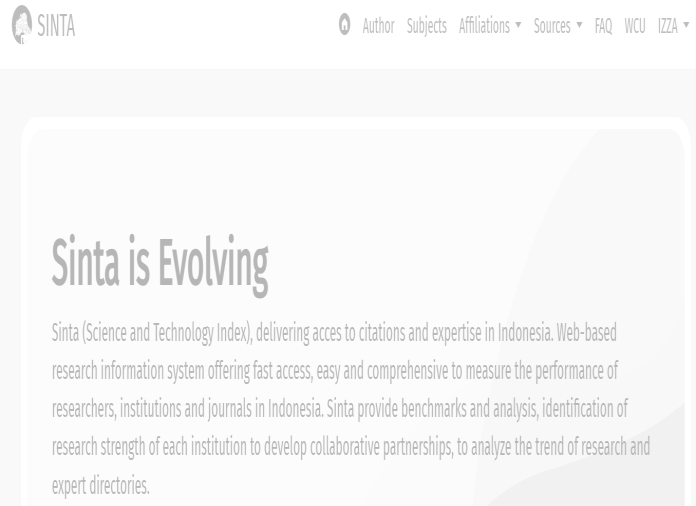 SINTA
Author Subjects Affiliations Sources FAQ WCU IZZA
Sinta is Evolving
Sinta (Science and Technology Index), delivering acces to citations and expertise in Indonesia. Web-based
research information system offering fast access, easy and comprehensive to measure the performance of
researchers, institutions and journals in Indonesia. Sinta provide benchmarks and analysis, identification of
research strength of each institution to develop collaborative partnerships, to analyze the trend of research and
expert directories.